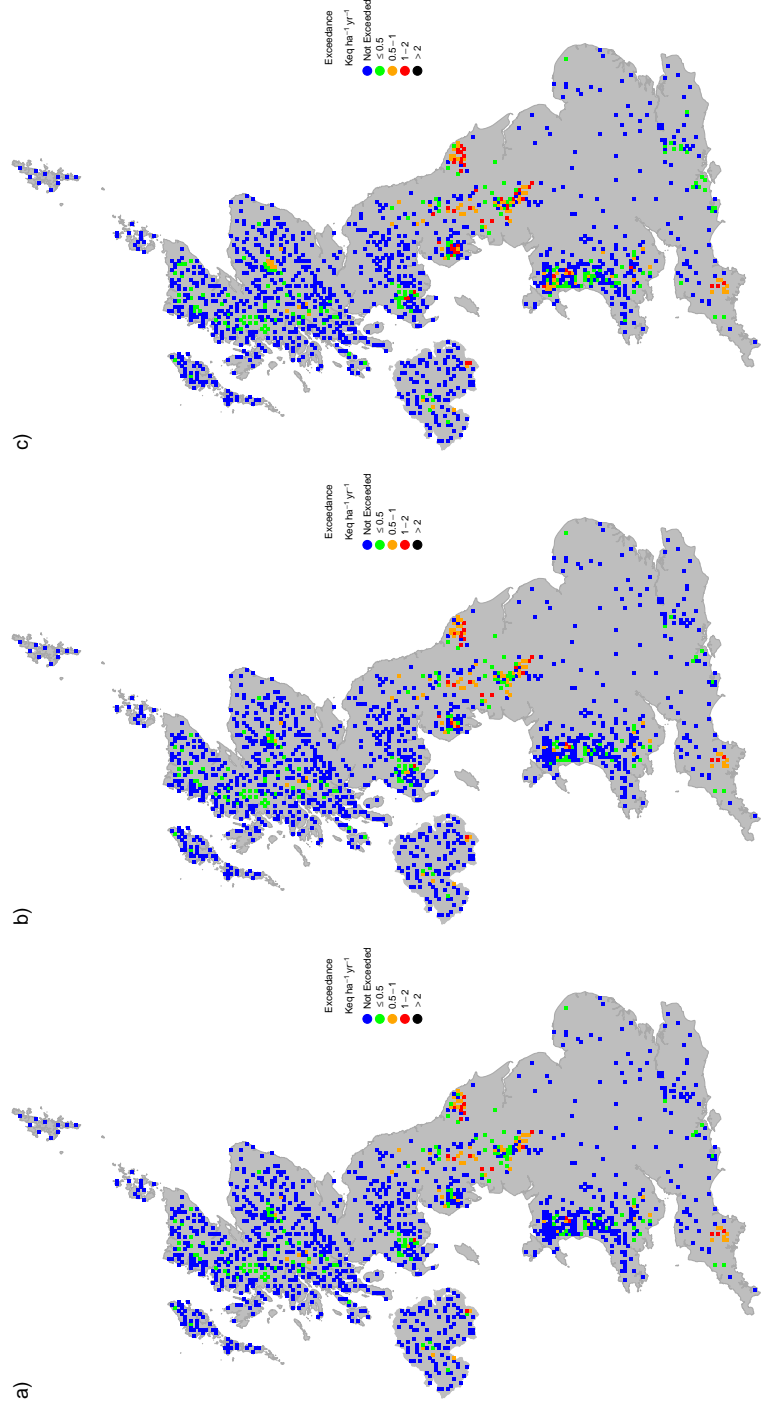 a)
Exceedance
Keq ha⁻¹ yr⁻¹
Not Exceeded
≤ 0.5
0.5−1
1−2
> 2
b)
Exceedance
Keq ha⁻¹ yr⁻¹
Not Exceeded
≤ 0.5
0.5−1
1−2
> 2
c)
Exceedance
Keq ha⁻¹ yr⁻¹
Not Exceeded
≤ 0.5
0.5−1
1−2
> 2